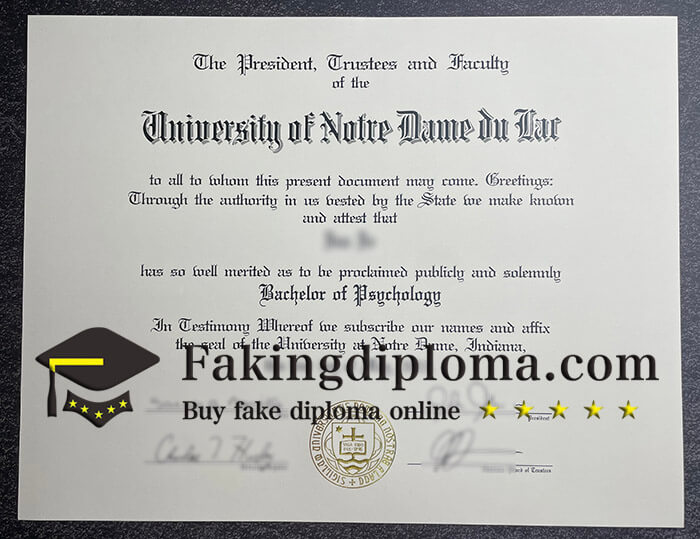 The President, Trustees and Faculty
of the
University of Notre Dame du Lac
to all to whom this present document may come. Greetings:
Through the authority in us vested by the State we make known
and attest that
has so well merited as to be proclaimed publicly and solemnly
Bachelor of Psychology
In Testimony Whereof we subscribe our names and affix
the seal of the University at Notre Dame, Indiana,
Fakingdiploma.com
Buy fake diploma online
President
Board of Trustees